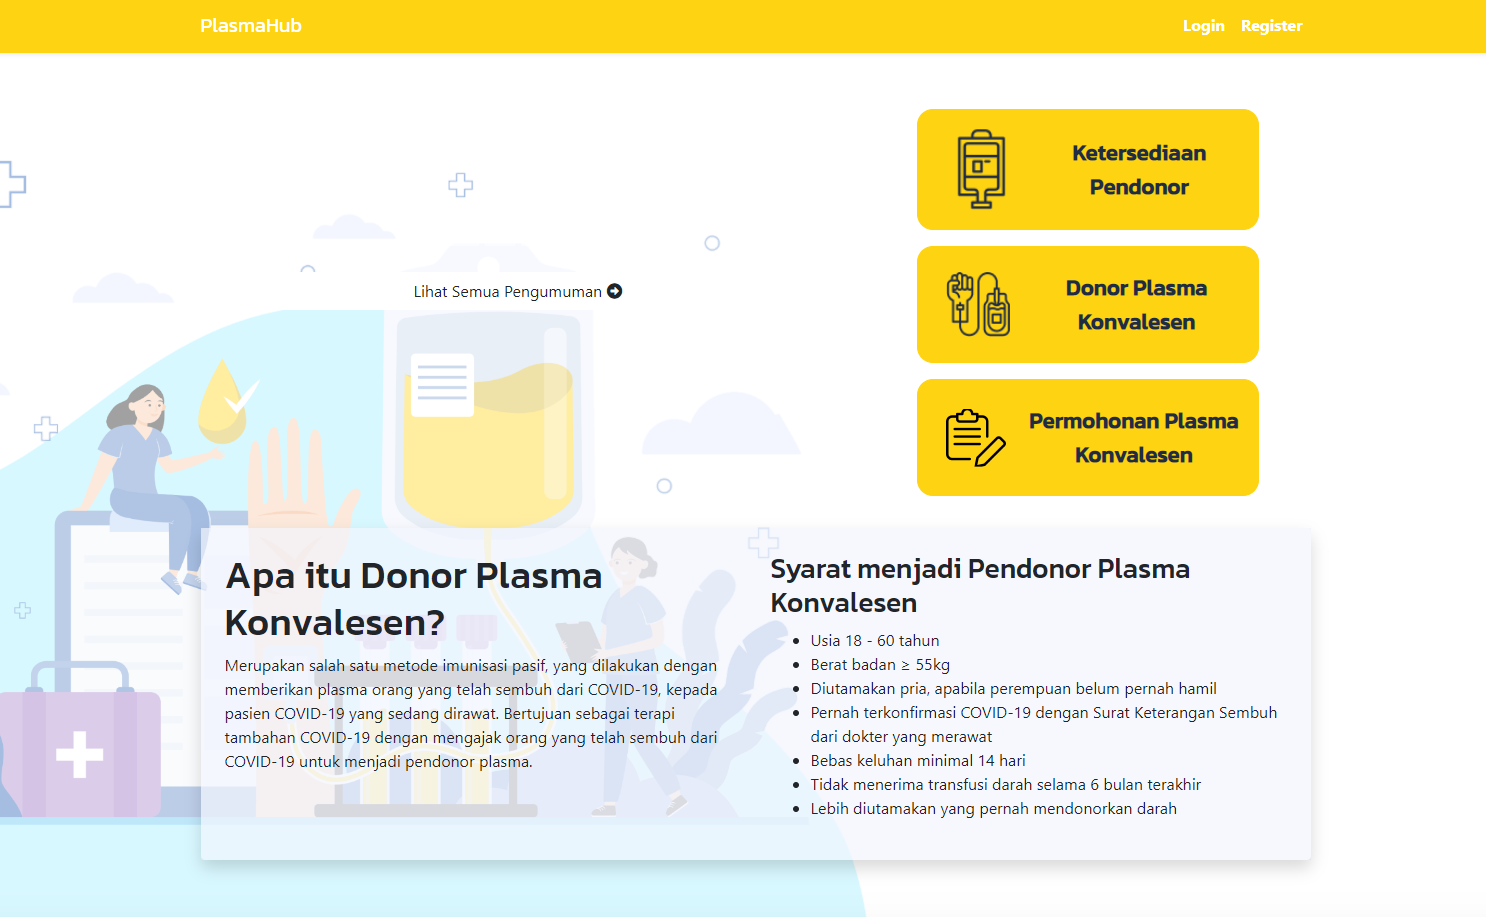 PlasmaHub
Login Register
Ketersediaan
Pendonor
Lihat Semua Pengumuman
Donor Plasma
Konvalesen
Permohonan Plasma
Konvalesen
Apa itu Donor Plasma
Konvalesen?
Merupakan salah satu metode imunisasi pasif, yang dilakukan dengan
memberikan plasma orang yang telah sembuh dari COVID-19, kepada
pasien COVID-19 yang sedang dirawat. Bertujuan sebagai terapi
tambahan COVID-19 dengan mengajak orang yang telah sembuh dari
COVID-19 untuk menjadi pendonor plasma.
Syarat menjadi Pendonor Plasma
Konvalesen
• Usia 18 - 60 tahun
• Berat badan ≥ 55kg
• Diutamakan pria, apabila perempuan belum pernah hamil
• Pernah terkonfirmasi COVID-19 dengan Surat Keterangan Sembuh
dari dokter yang merawat
• Bebas keluhan minimal 14 hari
• Tidak menerima transfusi darah selama 6 bulan terakhir
• Lebih diutamakan yang pernah mendonorkan darah